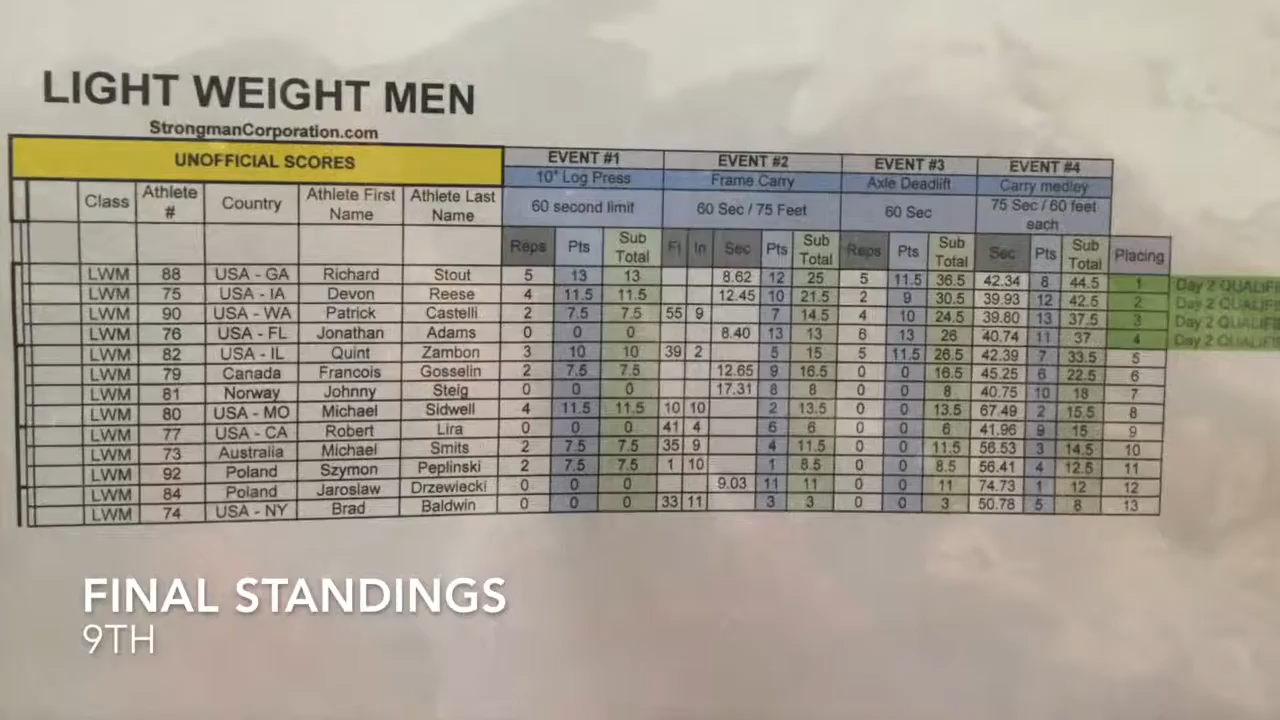 LIGHT WEIGHT MEN
StrongmanCorporation.com
UNOFFICIAL SCORES EVENT #1 EVENT #2 EVENT #3 EVENT #4
10" Log Press Frame Carry Axle Deadlift Carry medley
Class Athlete # Country Athlete First Name Athlete Last Name 60 second limit 60 Sec / 75 Feet 60 Sec 75 Sec / 60 feet each
Reps Pts Sub Total Ft In Sec Pts Sub Total Reps Pts Sub Total Sec Pts Sub Total Placing
LWM 88 USA - GA Richard Stout 5 13 13 8.62 12 25 5 11.5 36.5 42.34 8 44.5 1 Day 2 QUALIF
LWM 75 USA - IA Devon Reese 4 11.5 11.5 12.45 10 21.5 2 9 30.5 39.93 12 42.5 2 Day 2 QUALIF
LWM 90 USA - WA Patrick Castelli 2 7.5 7.5 55 9 7 14.5 4 10 24.5 39.80 13 37.5 3 Day 2 QUALIF
LWM 76 USA - FL Jonathan Adams 0 0 0 8.40 13 13 6 13 26 40.74 11 37 4 Day 2 QUALIF
LWM 82 USA - IL Quint Zambon 3 10 10 39 2 5 15 5 11.5 26.5 42.39 7 33.5 5
LWM 79 Canada Francois Gosselin 2 7.5 7.5 12.65 9 16.5 0 0 16.5 45.25 6 22.5 6
LWM 81 Norway Johnny Steig 0 0 0 17.31 8 8 0 0 8 40.75 10 18 7
LWM 80 USA - MO Michael Sidwell 4 11.5 11.5 10 10 2 13.5 0 0 13.5 67.49 2 15.5 8
LWM 77 USA - CA Robert Lira 0 0 0 41 4 6 6 0 0 6 41.96 9 15 9
LWM 73 Australia Michael Smits 2 7.5 7.5 35 9 4 11.5 0 0 11.5 56.53 3 14.5 10
LWM 92 Poland Szymon Peplinski 2 7.5 7.5 1 10 1 8.5 0 0 8.5 56.41 4 12.5 11
LWM 84 Poland Jaroslaw Drzewiecki 0 0 0 9.03 11 11 0 0 11 74.73 1 12 12
LWM 74 USA - NY Brad Baldwin 0 0 0 33 11 3 3 0 0 3 50.78 5 8 13
FINAL STANDINGS
9TH